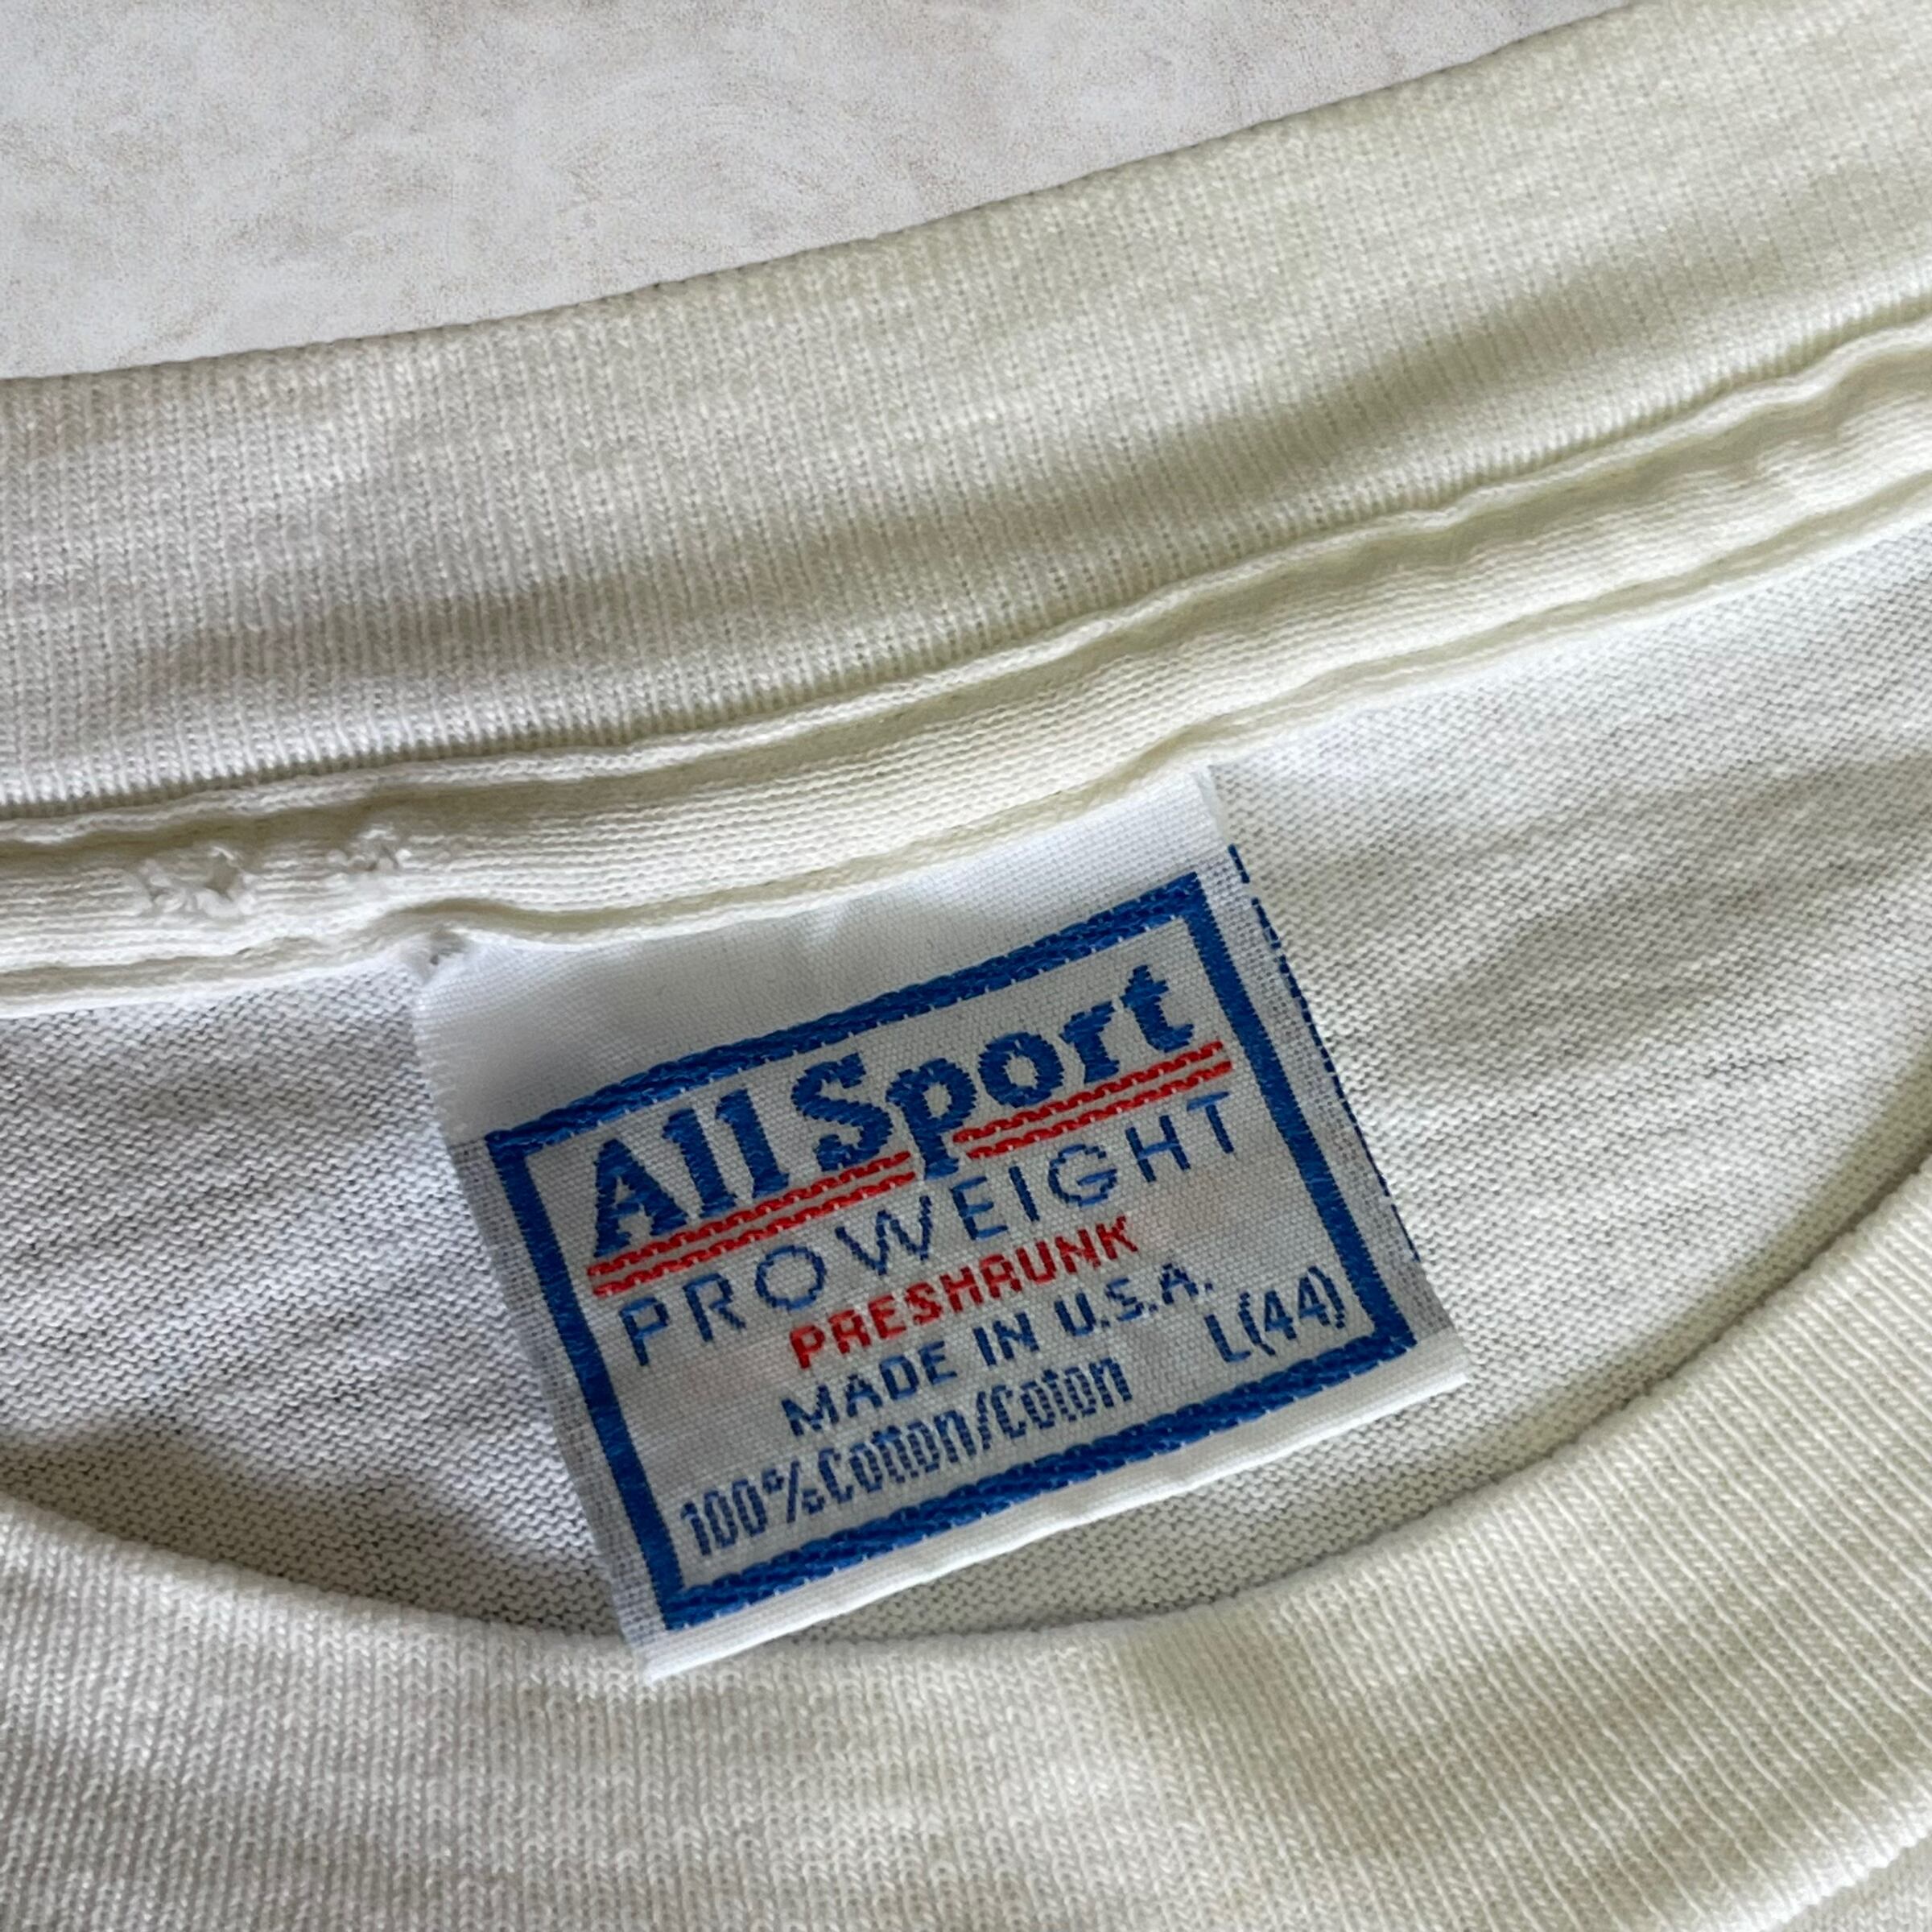 All Sport
PROWEIGHT
PRESHRUNK
MADE IN U.S.A.
L(44)
100%Cotton/Coton